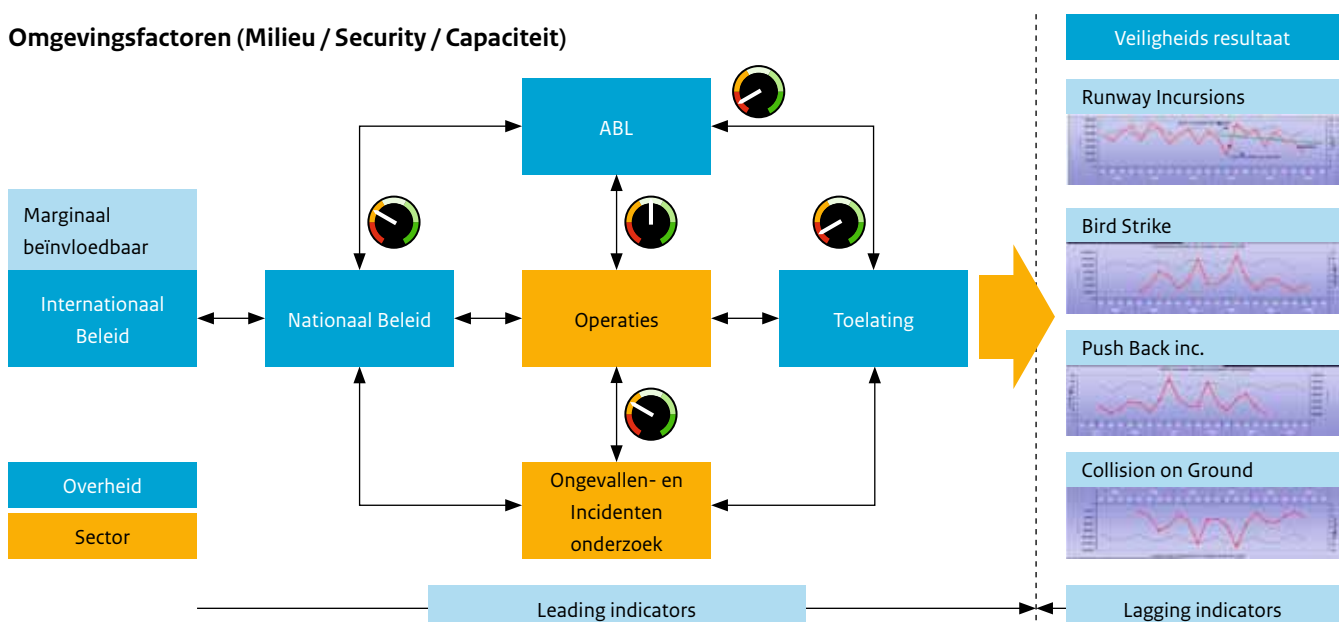 Omgevingsfactoren (Milieu / Security / Capaciteit)
Veiligheids resultaat
ABL
Runway Incursions
Marginaal
beïnvloedbaar
Bird Strike
Internationaal
Beleid
Nationaal Beleid
Operaties
Toelating
Push Back inc.
Overheid
Sector
Ongevallen- en
Incidenten
onderzoek
Collision on Ground
Leading indicators
Lagging indicators